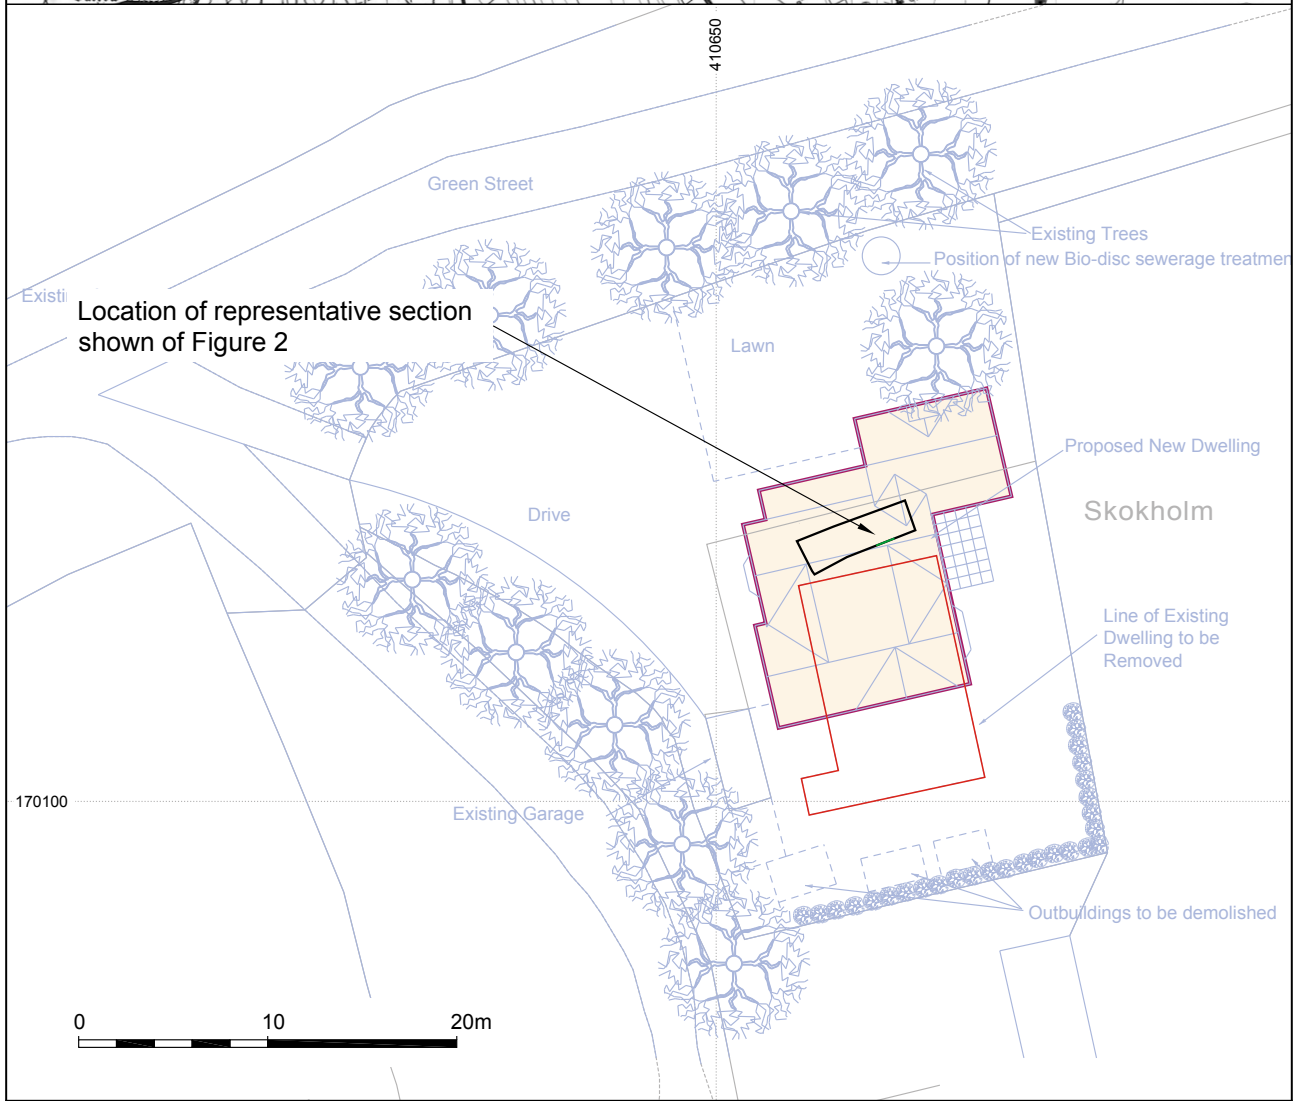 410650
Green Street
Existing Trees
Position of new Bio-disc sewerage treatmen
Existi
Location of representative section
shown of Figure 2
Lawn
Proposed New Dwelling
Skokholm
Drive
Line of Existing
Dwelling to be
Removed
170100
Existing Garage
Outbuildings to be demolished
0 10 20m